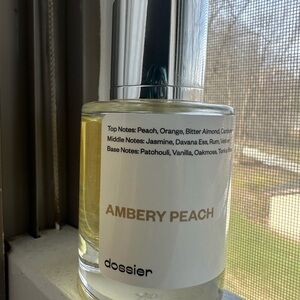 Top Notes: Peach, Orange, Bitter Almond,
Middle Notes: Jasmine, Davana Ess, Rum,
Base Notes: Patchouli, Vanilla, Oakmoss,
AMBERY PEACH
dossier